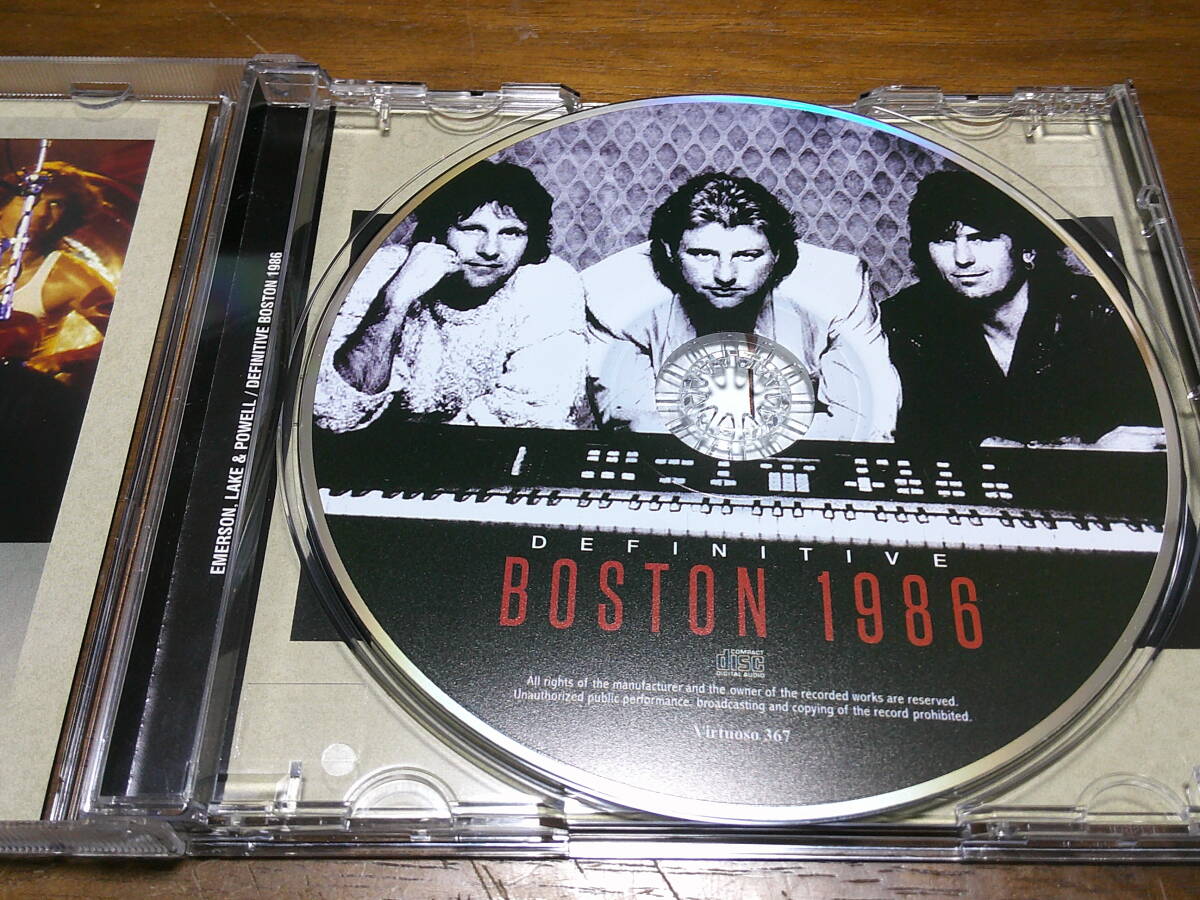 EMERSON, LAKE & POWELL / DEFINITIVE BOSTON 1986
DEFINITIVE
BOSTON 1986
COMPACT
disc
DIGITAL AUDIO
All rights of the manufacturer and the owner of the recorded works are reserved.
Unauthorized public performance. broadcasting and copying of the record prohibited.
Virtuoso 367